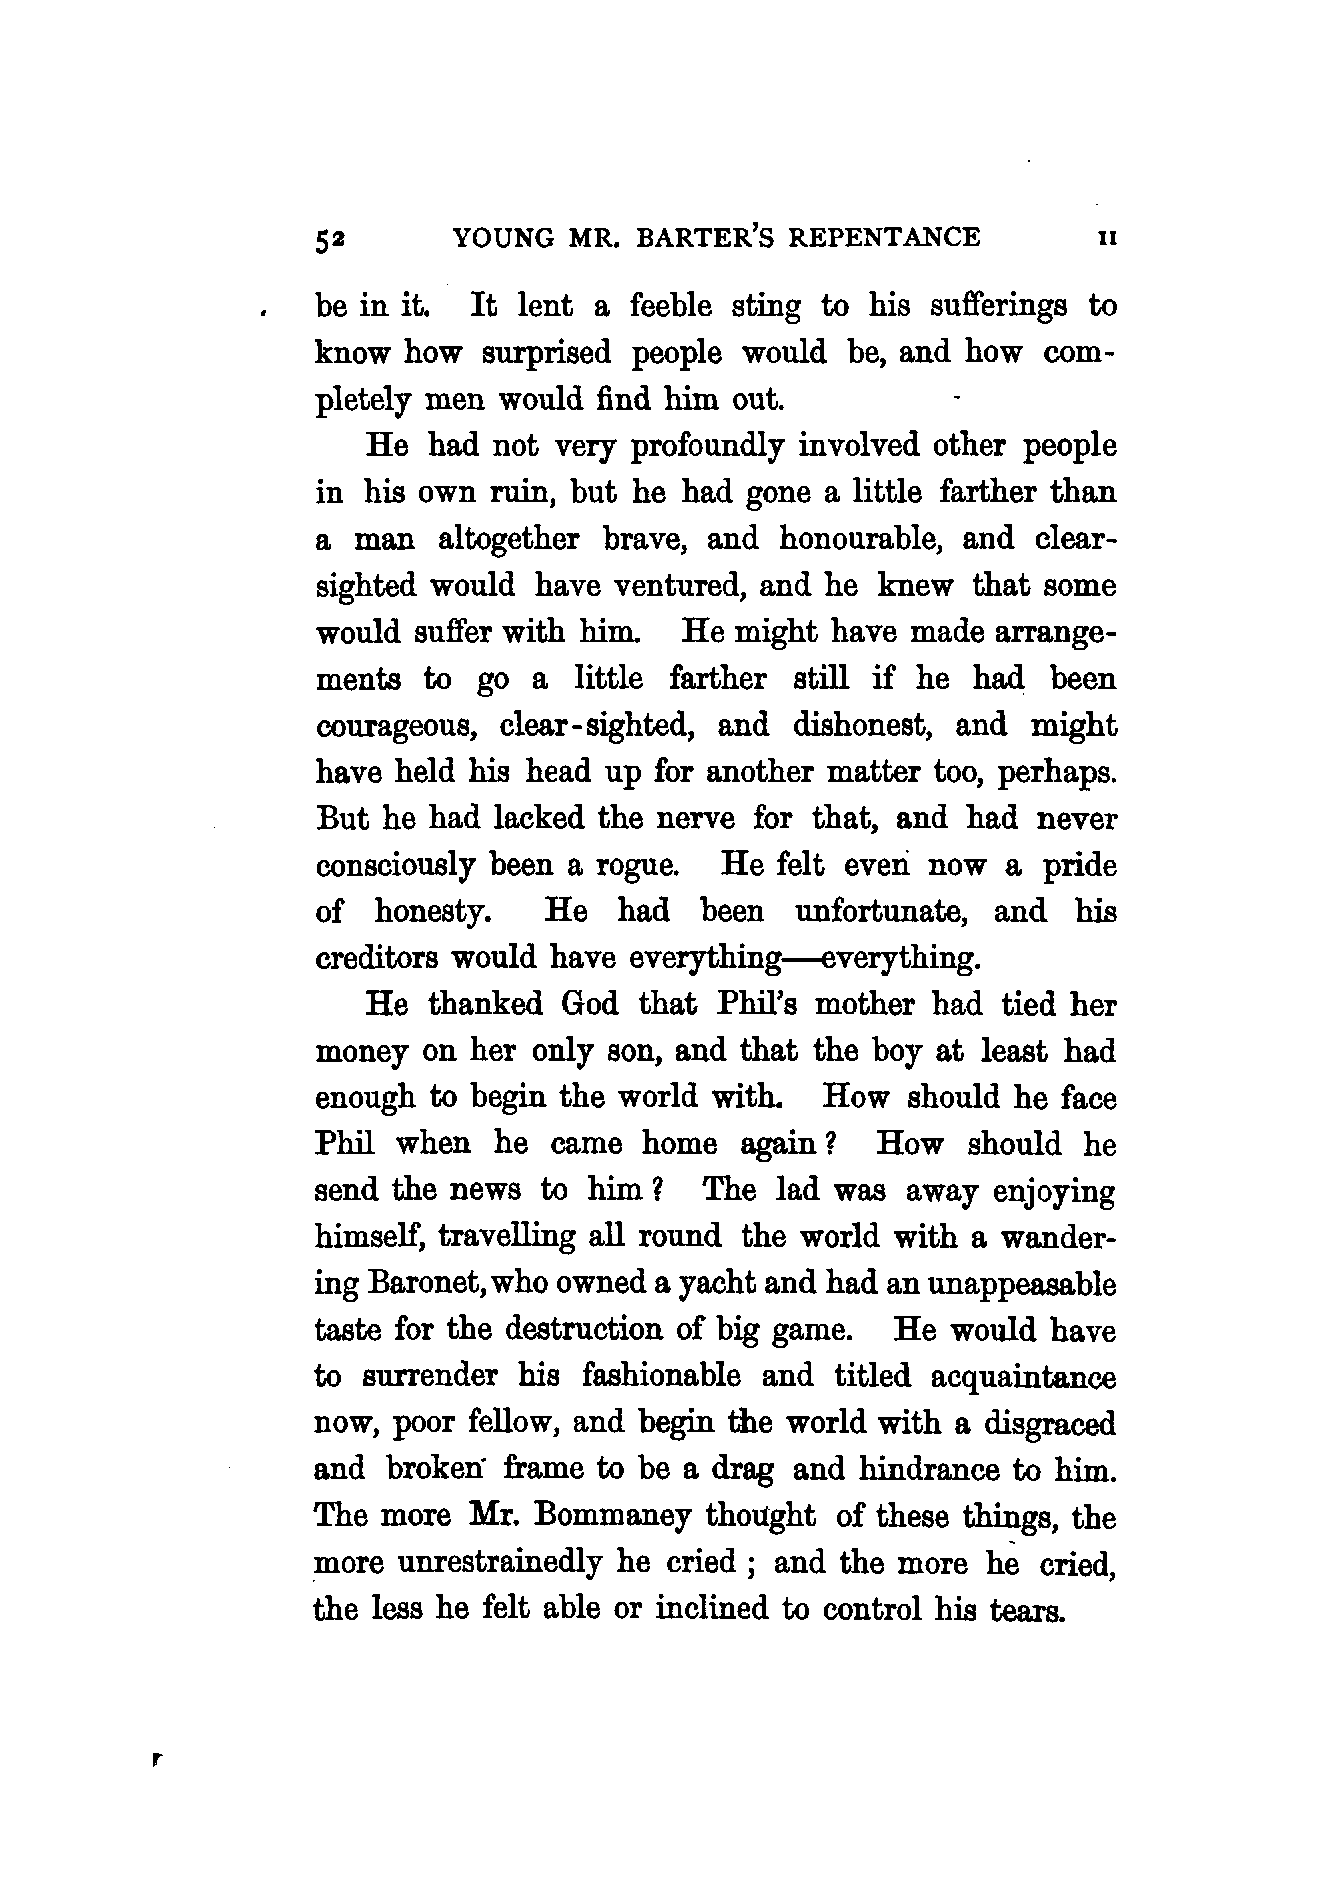 52 YOUNG MR. BARTER'S REPENTANCE II
be in it. It lent a feeble sting to his sufferings to
know how surprised people would be, and how com-
pletely men would find him out.
He had not very profoundly involved other people
in his own ruin, but he had gone a little farther than
a man altogether brave, and honourable, and clear-
sighted would have ventured, and he knew that some
would suffer with him. He might have made arrange-
ments to go a little farther still if he had been
courageous, clear-sighted, and dishonest, and might
have held his head up for another matter too, perhaps.
But he had lacked the nerve for that, and had never
consciously been a rogue. He felt even now a pride
of honesty. He had been unfortunate, and his
creditors would have everything—everything.
He thanked God that Phil's mother had tied her
money on her only son, and that the boy at least had
enough to begin the world with. How should he face
Phil when he came home again? How should he
send the news to him? The lad was away enjoying
himself, travelling all round the world with a wander-
ing Baronet, who owned a yacht and had an unappeasable
taste for the destruction of big game. He would have
to surrender his fashionable and titled acquaintance
now, poor fellow, and begin the world with a disgraced
and broken frame to be a drag and hindrance to him.
The more Mr. Bommaney thought of these things, the
more unrestrainedly he cried; and the more he cried,
the less he felt able or inclined to control his tears.